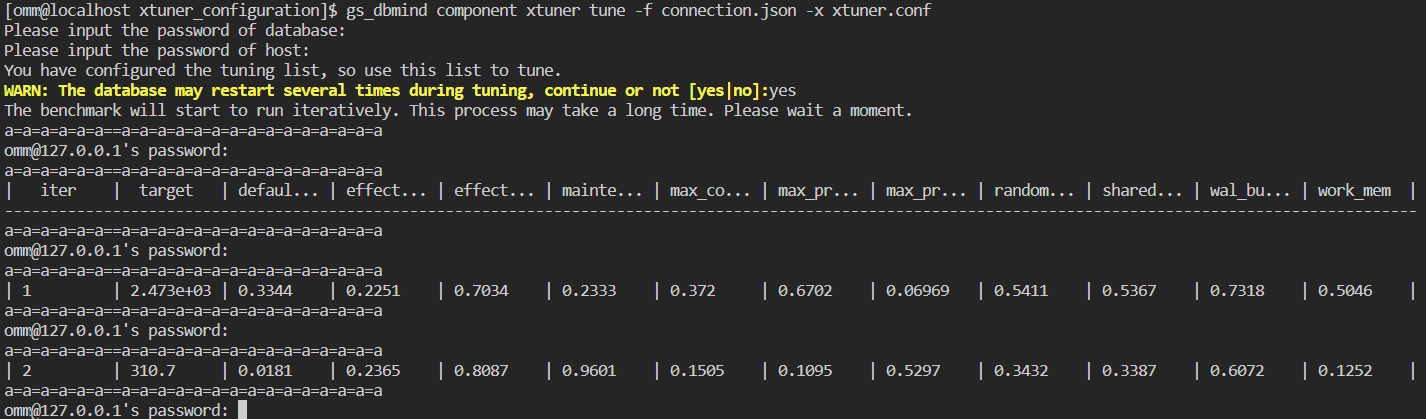 [omm@localhost xtuner_configuration]$ gs_dbmind component xtuner tune -f connection.json -x xtuner.conf
Please input the password of database:
Please input the password of host:
You have configured the tuning list, so use this list to tune.
WARN: The database may restart several times during tuning, continue or not [yes|no]:yes
The benchmark will start to run iteratively. This process may take a long time. Please wait a moment.
a=a=a=a=a=a==a=a=a=a=a=a=a=a=a=a=a=a=a=a=a
omm@127.0.0.1's password:
a=a=a=a=a=a==a=a=a=a=a=a=a=a=a=a=a=a=a=a=a
| iter | target | defaul... | effect... | effect... | mainte... | max_co... | max_pr... | max_pr... | random... | shared... | wal_bu... | work_mem |
-------------------------------------------------------------------------------------------------------------------------------------------------------------
a=a=a=a=a=a==a=a=a=a=a=a=a=a=a=a=a=a=a=a=a
omm@127.0.0.1's password:
a=a=a=a=a=a==a=a=a=a=a=a=a=a=a=a=a=a=a=a=a
| 1 | 2.473e+03 | 0.3344 | 0.2251 | 0.7034 | 0.2333 | 0.372 | 0.6702 | 0.06969 | 0.5411 | 0.5367 | 0.7318 | 0.5046 |
a=a=a=a=a=a==a=a=a=a=a=a=a=a=a=a=a=a=a=a=a
omm@127.0.0.1's password:
a=a=a=a=a=a==a=a=a=a=a=a=a=a=a=a=a=a=a=a=a
| 2 | 310.7 | 0.0181 | 0.2365 | 0.8087 | 0.9601 | 0.1505 | 0.1095 | 0.5297 | 0.3432 | 0.3387 | 0.6072 | 0.1252 |
a=a=a=a=a=a==a=a=a=a=a=a=a=a=a=a=a=a=a=a=a
omm@127.0.0.1's password: